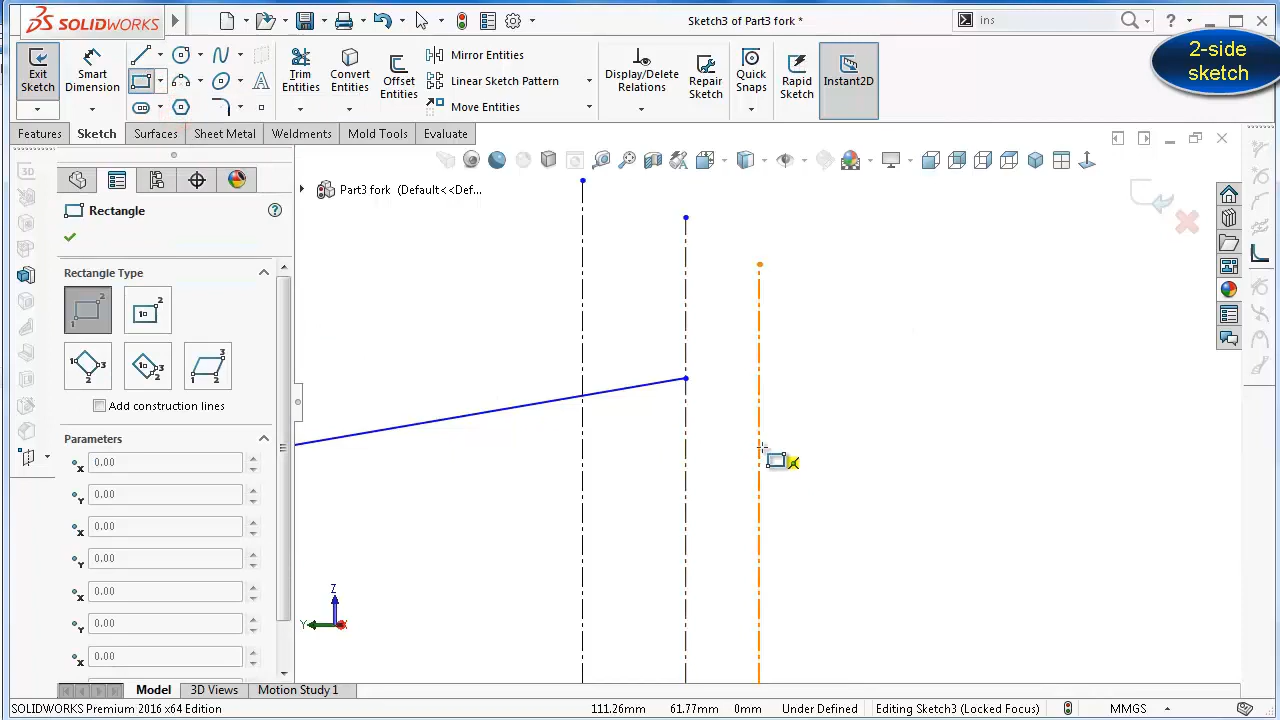 SOLIDWORKS
Sketch3 of Part3 fork *
ins
2-side
sketch
Exit
Sketch
Smart
Dimension
Trim
Entities
Convert
Entities
Offset
Entities
Mirror Entities
Linear Sketch Pattern
Move Entities
Display/Delete
Relations
Repair
Sketch
Quick
Snaps
Rapid
Sketch
Instant2D
Features
Sketch
Surfaces
Sheet Metal
Weldments
Mold Tools
Evaluate
Part3 fork (Default<<Def...
Rectangle
Rectangle Type
Add construction lines
Parameters
0.00
0.00
0.00
0.00
0.00
0.00
0.00
Z
Y
X
Model
3D Views
Motion Study 1
SOLIDWORKS Premium 2016 x64 Edition
111.26mm
61.77mm
0mm
Under Defined
Editing Sketch3 (Locked Focus)
MMGS